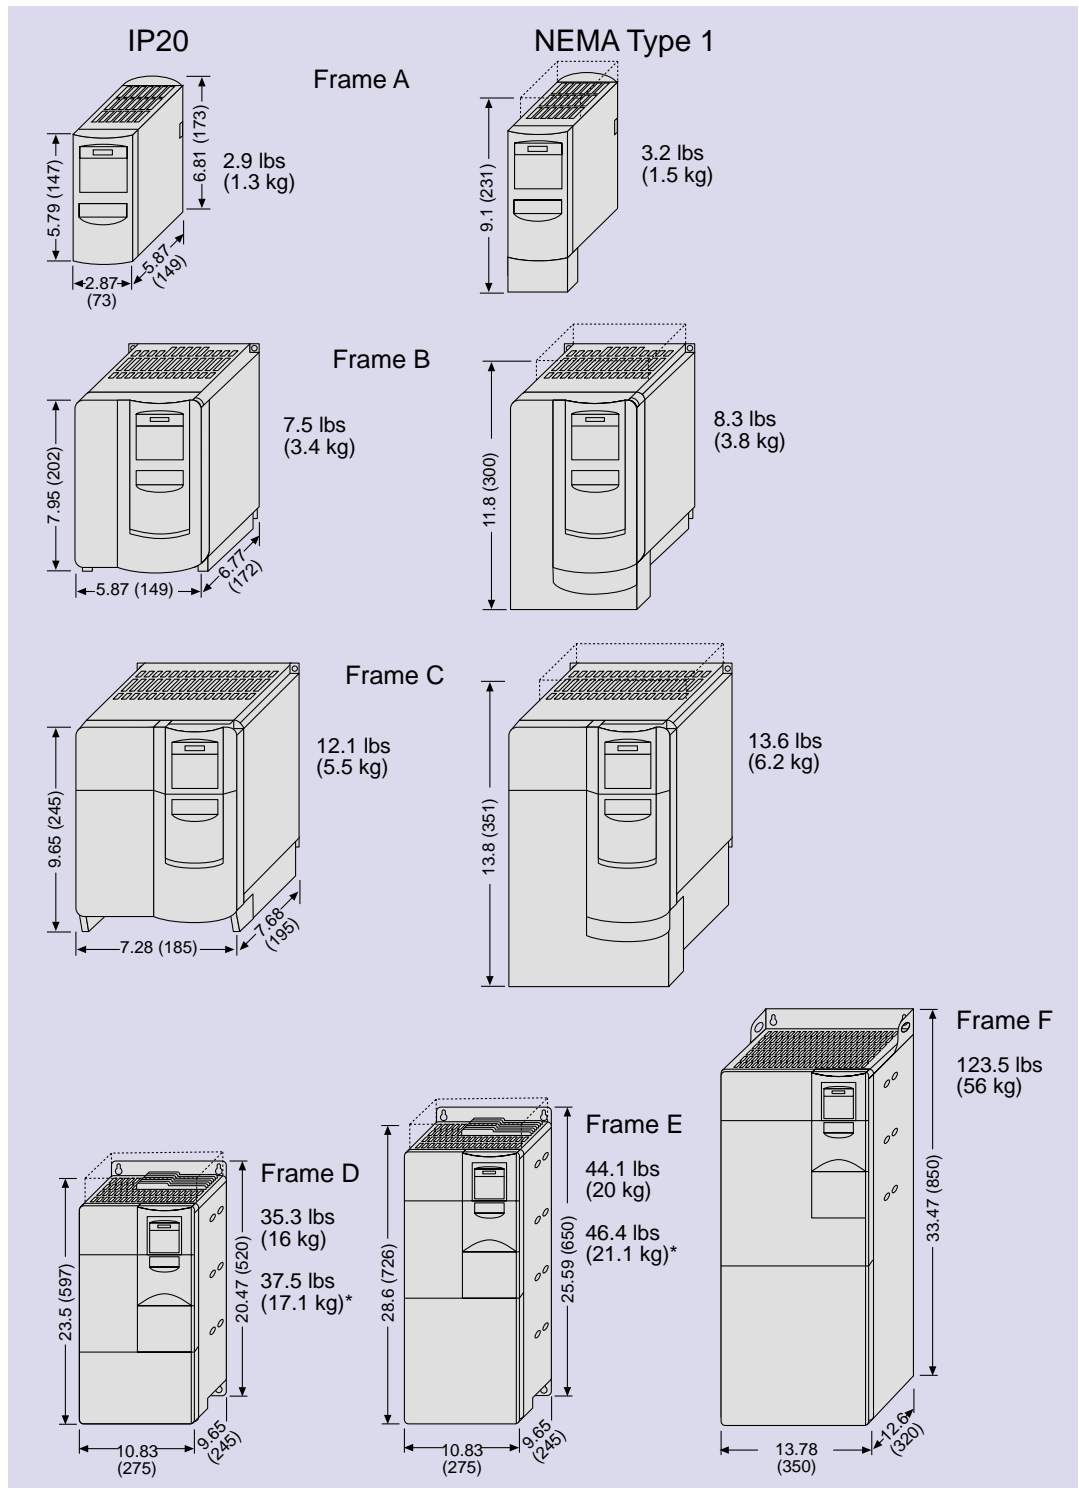 IP20
NEMA Type 1
Frame A
6.81 (173)
5.79 (147)
2.9 lbs
(1.3 kg)
5.87
(149)
2.87
(73)
9.1 (231)
3.2 lbs
(1.5 kg)
Frame B
7.95 (202)
7.5 lbs
(3.4 kg)
6.77
(172)
5.87 (149)
11.8 (300)
8.3 lbs
(3.8 kg)
Frame C
9.65 (245)
12.1 lbs
(5.5 kg)
7.68
(195)
7.28 (185)
13.8 (351)
13.6 lbs
(6.2 kg)
Frame D
35.3 lbs
(16 kg)
37.5 lbs
(17.1 kg)*
23.5 (597)
20.47 (520)
9.65
(245)
10.83
(275)
Frame E
44.1 lbs
(20 kg)
46.4 lbs
(21.1 kg)*
28.6 (726)
25.59 (650)
9.65
(245)
10.83
(275)
Frame F
123.5 lbs
(56 kg)
33.47 (850)
12.6
(320)
13.78
(350)